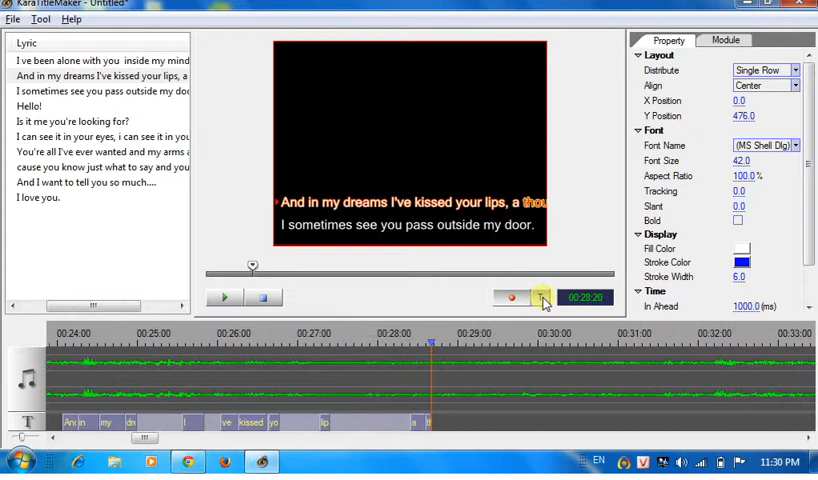 KaraTitleMaker - Untitled*
File Tool Help
Lyric
I ve been alone with you inside my mind
And in my dreams I've kissed your lips, a
I sometimes see you pass outside my doo
Hello!
Is it me you're looking for?
I can see it in your eyes, i can see it in you
You're all I've ever wanted and my arms
cause you know just what to say and you
And I want to tell you so much....
I love you.
And in my dreams I've kissed your lips, a thou
I sometimes see you pass outside my door.
T
00:28:20
Property Module
Layout
Distribute Single Row
Align Center
X Position 0.0
Y Position 476.0
Font
Font Name (MS Shell Dlg)
Font Size 42.0
Aspect Ratio 100.0 %
Tracking 0.0
Slant 0.0
Bold
Display
Fill Color
Stroke Color
Stroke Width 6.0
Time
In Ahead 1000.0 (ms)
00:24:00 00:25:00 00:26:00 00:27:00 00:28:00 00:29:00 00:30:00 00:31:00 00:32:00 00:33:00
T And in my dr I 've kissed yo lip a th
EN 11:30 PM